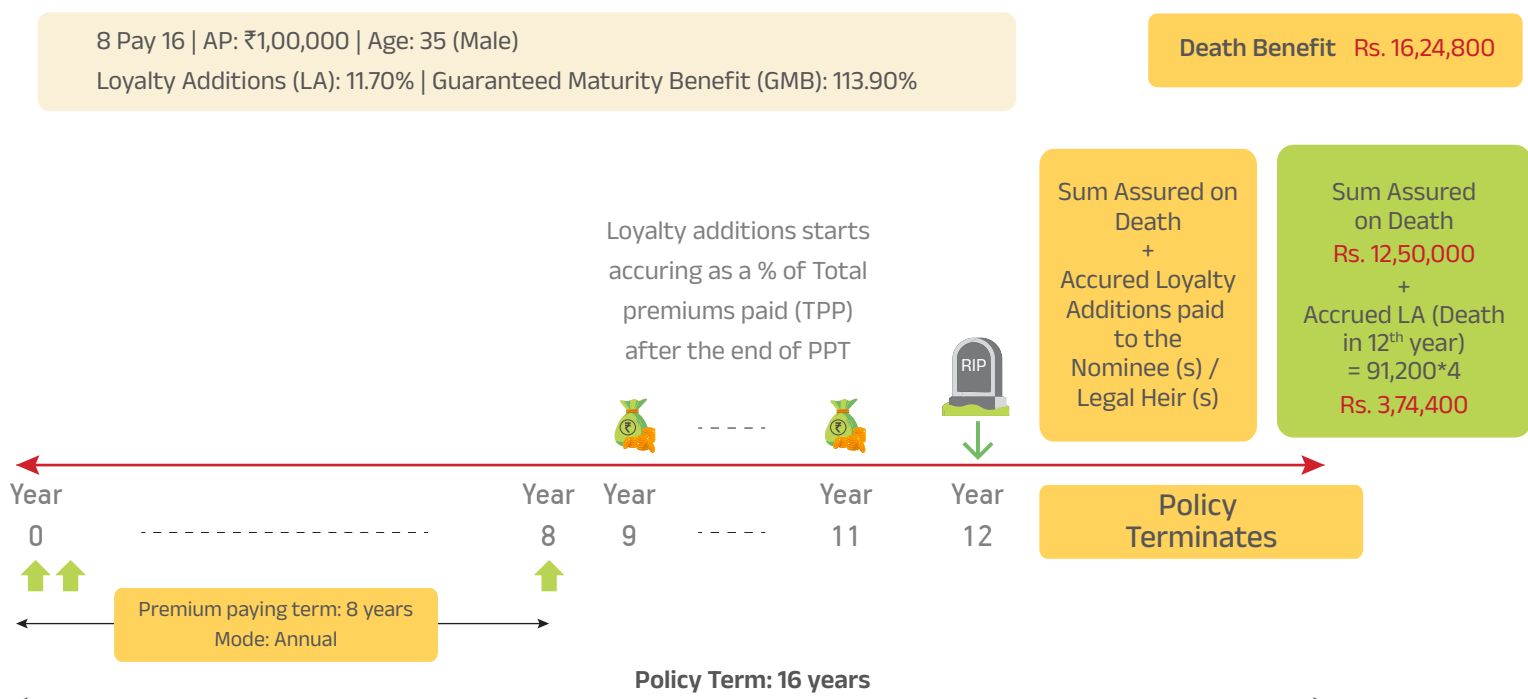 8 Pay 16 | AP: ₹1,00,000 | Age: 35 (Male)
Loyalty Additions (LA): 11.70% | Guaranteed Maturity Benefit (GMB): 113.90%
Death Benefit Rs. 16,24,800
Loyalty additions starts
accuring as a % of Total
premiums paid (TPP)
after the end of PPT
RIP
Sum Assured on
Death
+
Accured Loyalty
Additions paid
to the
Nominee (s) /
Legal Heir (s)
Sum Assured
on Death
Rs. 12,50,000
+
Accrued LA (Death
in 12th year)
= 91,200*4
Rs. 3,74,400
Year
0
Year
8
Year
9
Year
11
Year
12
Policy
Terminates
Premium paying term: 8 years
Mode: Annual
Policy Term: 16 years